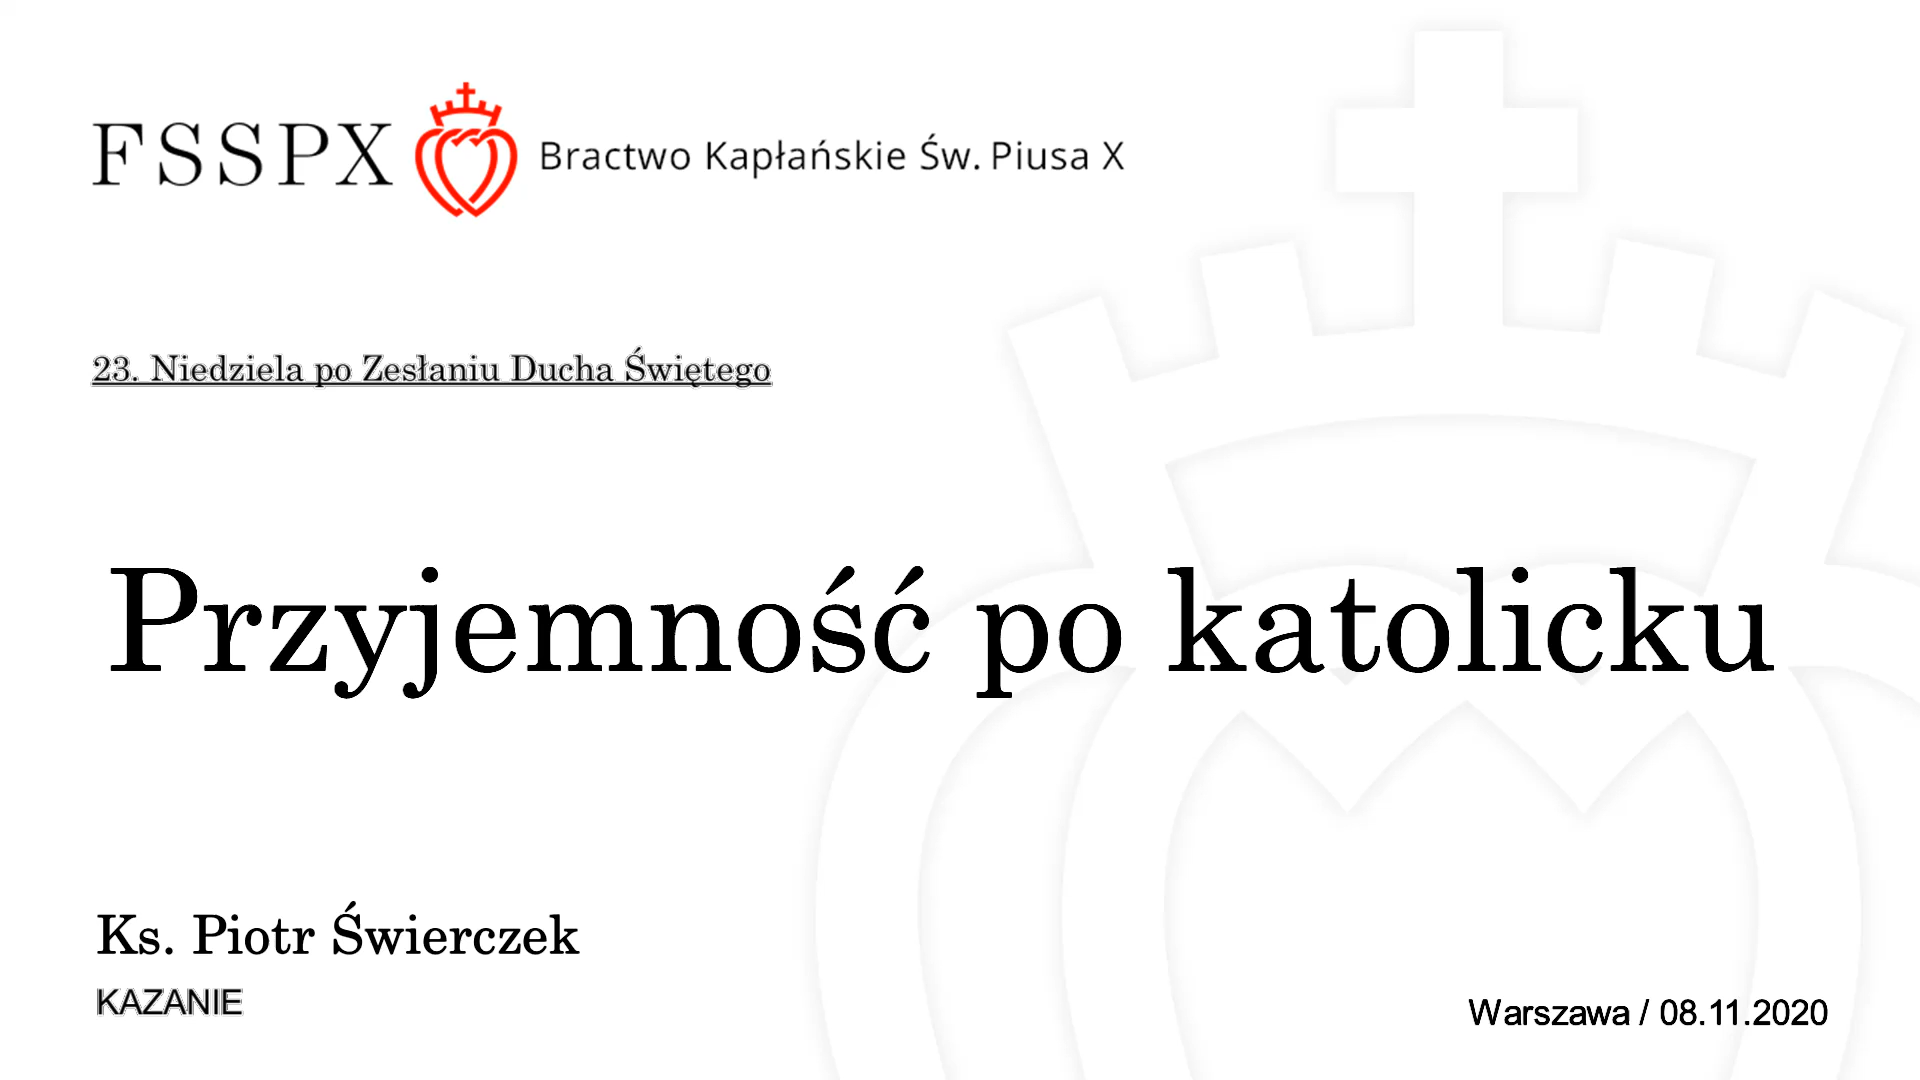 FSSPX Bractwo Kapłańskie Św. Piusa X
23. Niedziela po Zesłaniu Ducha Świętego
Przyjemność po katolicku
Ks. Piotr Świerczek
KAZANIE
Warszawa / 08.11.2020